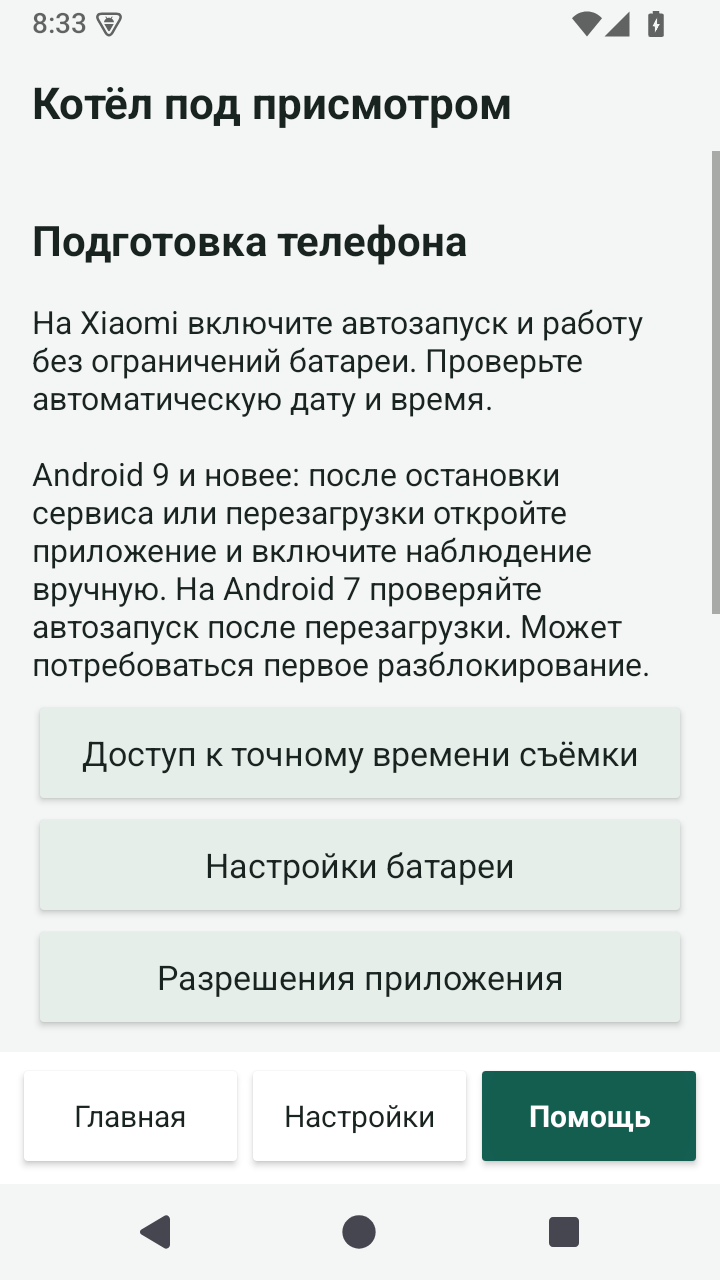 8:33
Котёл под присмотром
Подготовка телефона
На Xiaomi включите автозапуск и работу
без ограничений батареи. Проверьте
автоматическую дату и время.
Android 9 и новее: после остановки
сервиса или перезагрузки откройте
приложение и включите наблюдение
вручную. На Android 7 проверяйте
автозапуск после перезагрузки. Может
потребоваться первое разблокирование.
Доступ к точному времени съёмки
Настройки батареи
Разрешения приложения
Главная
Настройки
Помощь